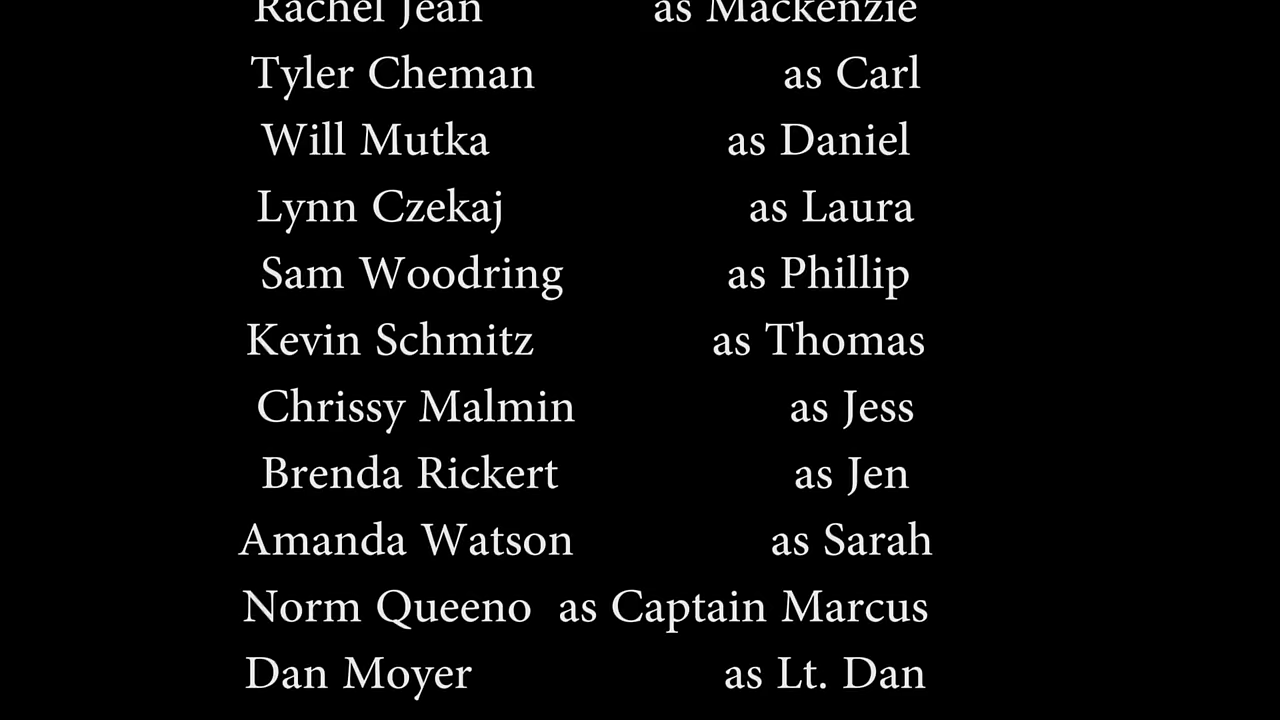 Rachel Jean as Mackenzie
Tyler Cheman as Carl
Will Mutka as Daniel
Lynn Czekaj as Laura
Sam Woodring as Phillip
Kevin Schmitz as Thomas
Chrissy Malmin as Jess
Brenda Rickert as Jen
Amanda Watson as Sarah
Norm Queeno as Captain Marcus
Dan Moyer as Lt. Dan